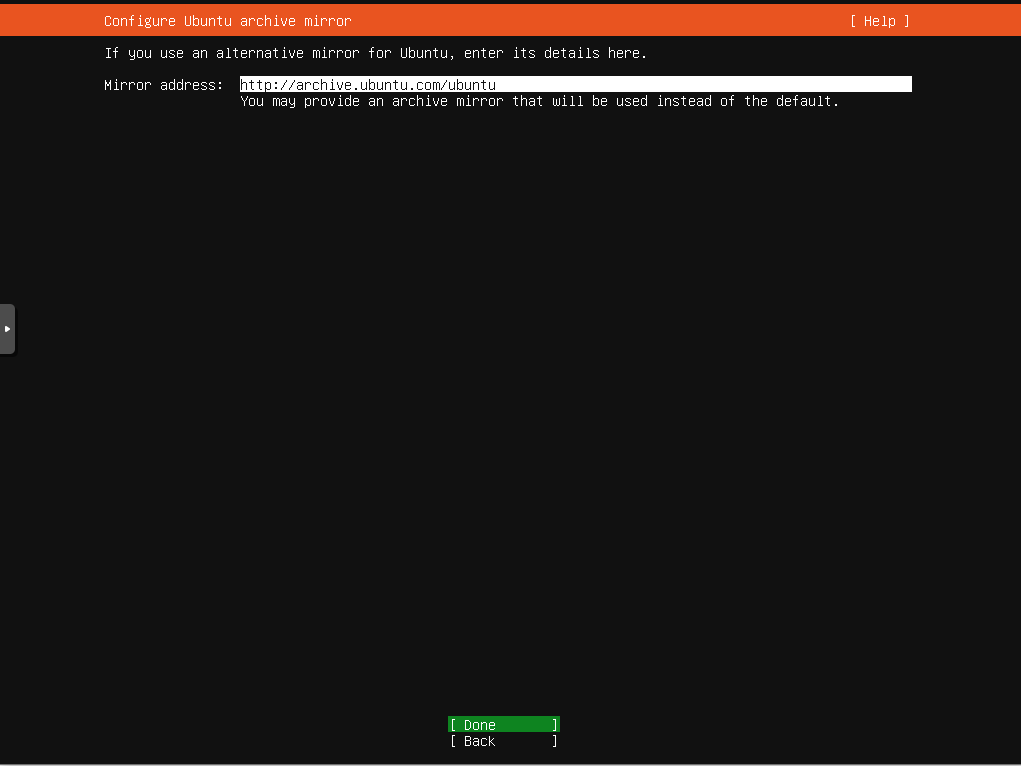 Configure Ubuntu archive mirror [ Help ]
If you use an alternative mirror for Ubuntu, enter its details here.
Mirror address: http://archive.ubuntu.com/ubuntu
You may provide an archive mirror that will be used instead of the default.
[ Done ]
[ Back ]